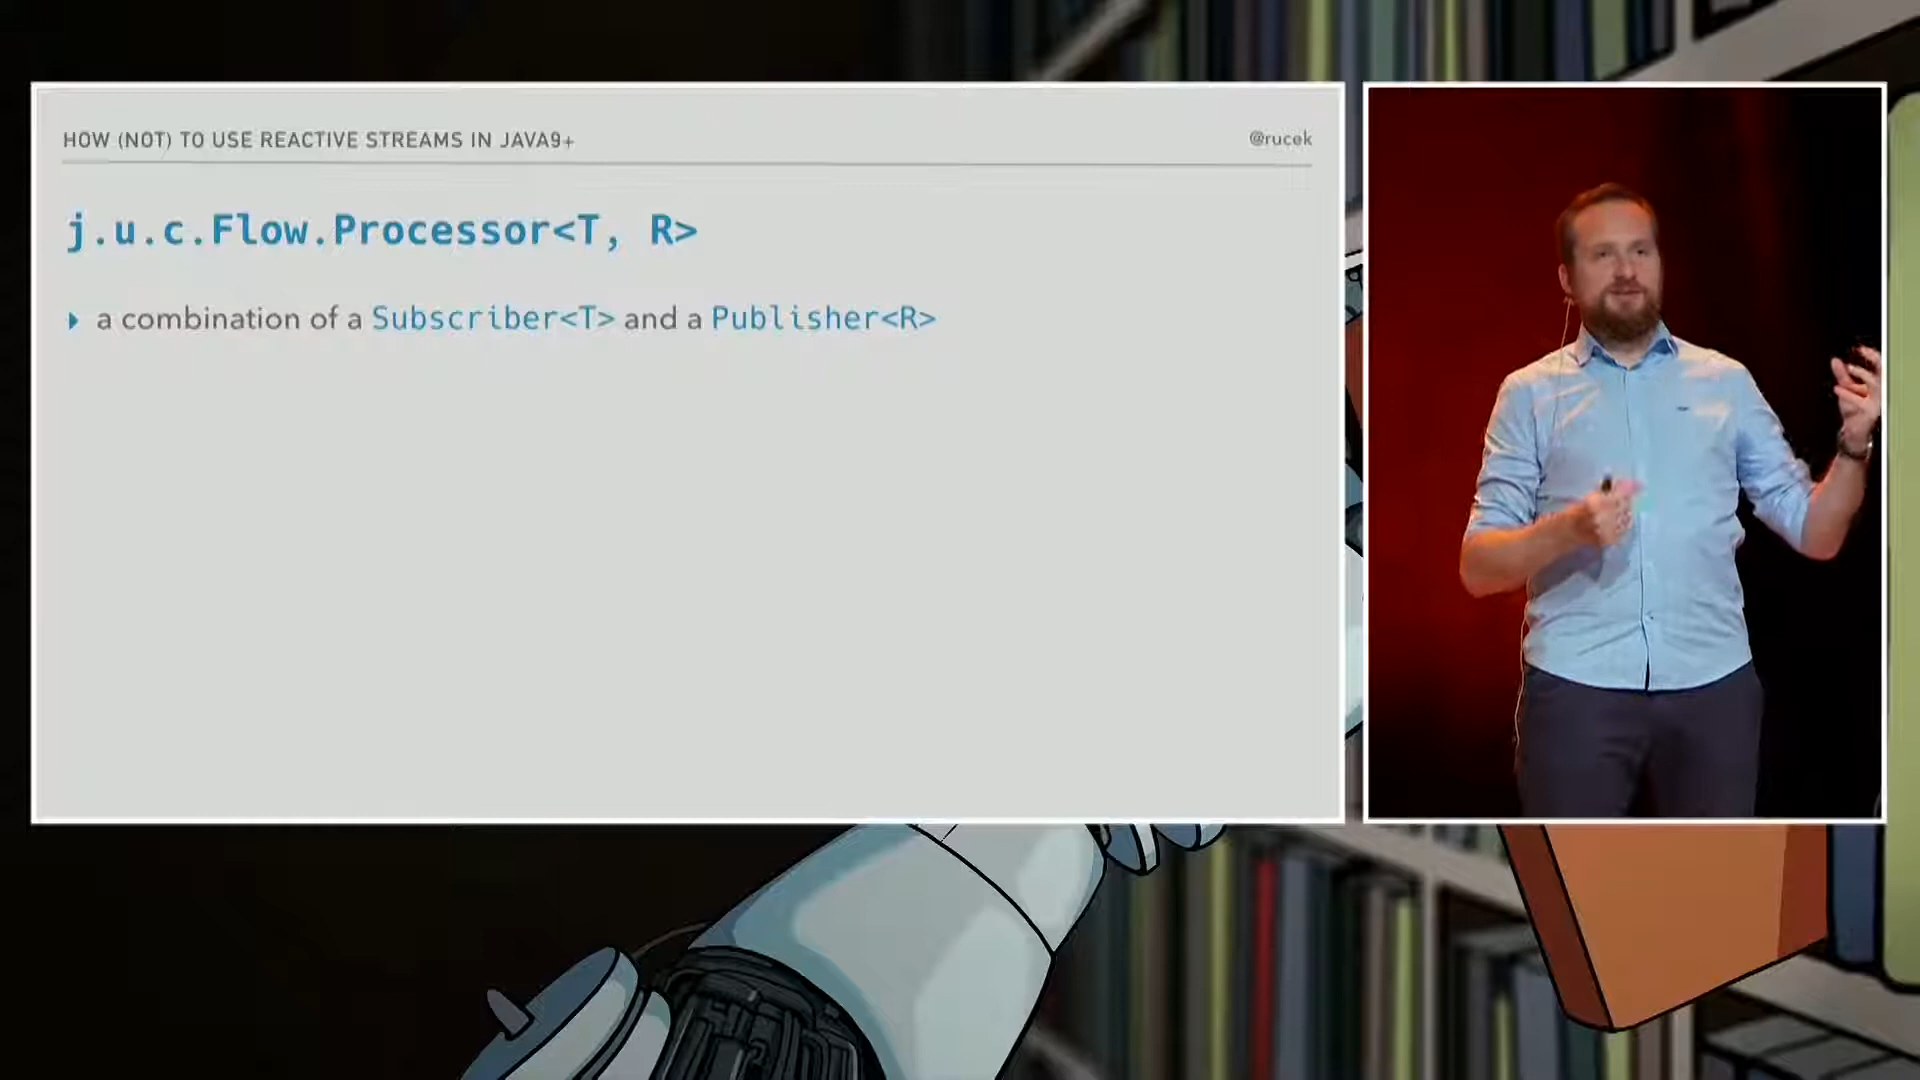 HOW (NOT) TO USE REACTIVE STREAMS IN JAVA9+
@rucek
j.u.c.Flow.Processor<T, R>
a combination of a Subscriber<T> and a Publisher<R>